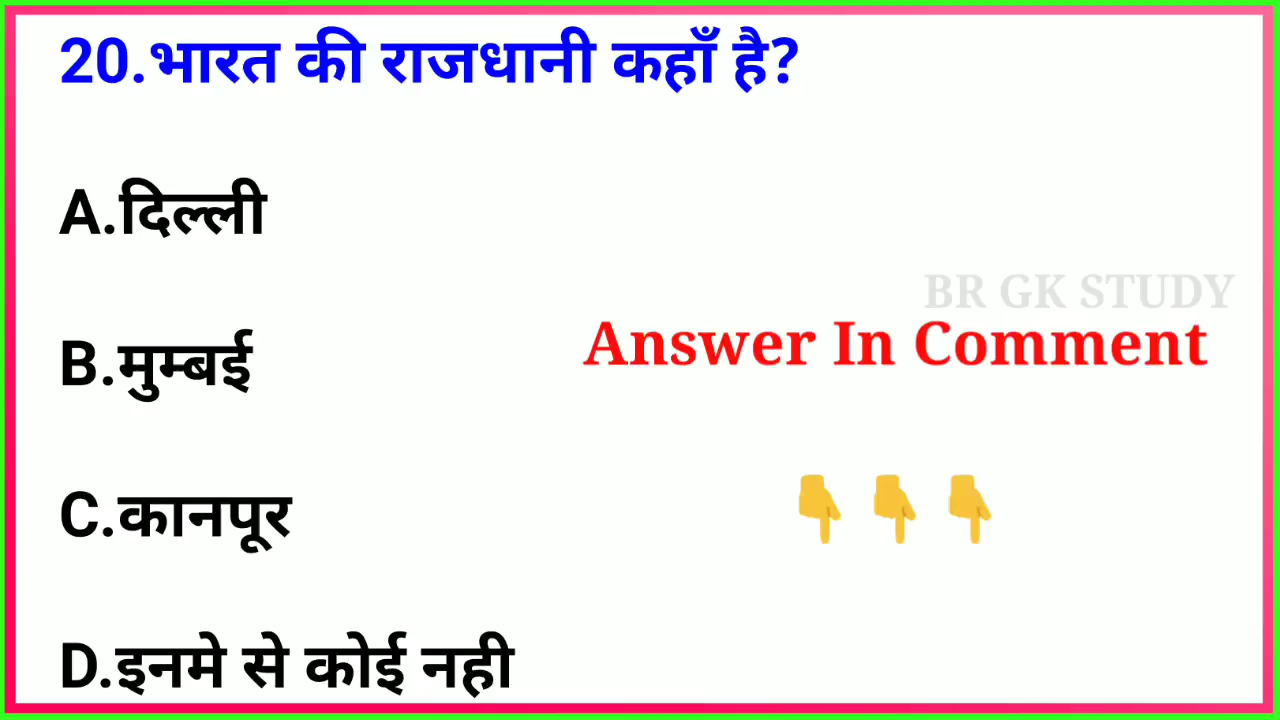 20.भारत की राजधानी कहाँ है?
A.दिल्ली
BR GK STUDY
Answer In Comment
B.मुम्बई
C.कानपूर
D.इनमे से कोई नही